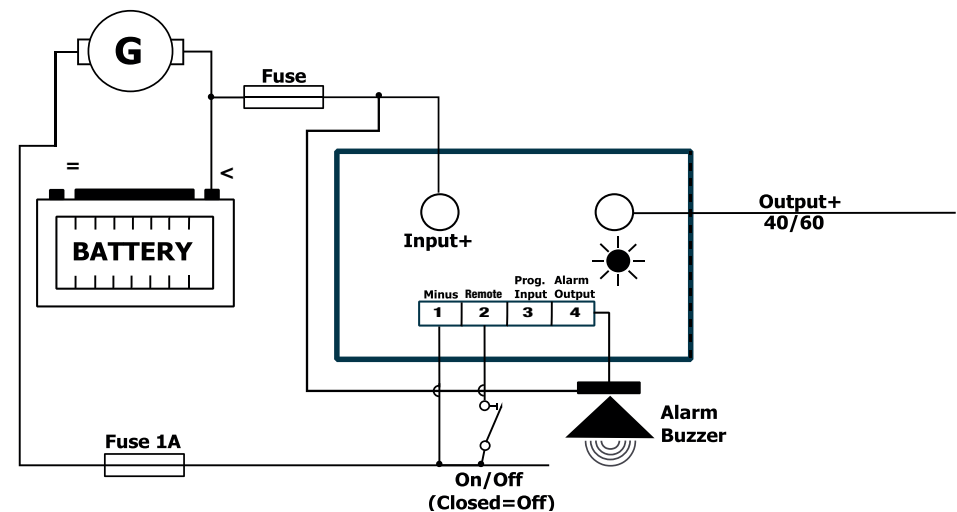 G
Fuse
=
<
BATTERY
Input+
Output+
40/60
Prog. Alarm
Minus Remote Input Output
1 2 3 4
Alarm
Buzzer
Fuse 1A
On/Off
(Closed=Off)